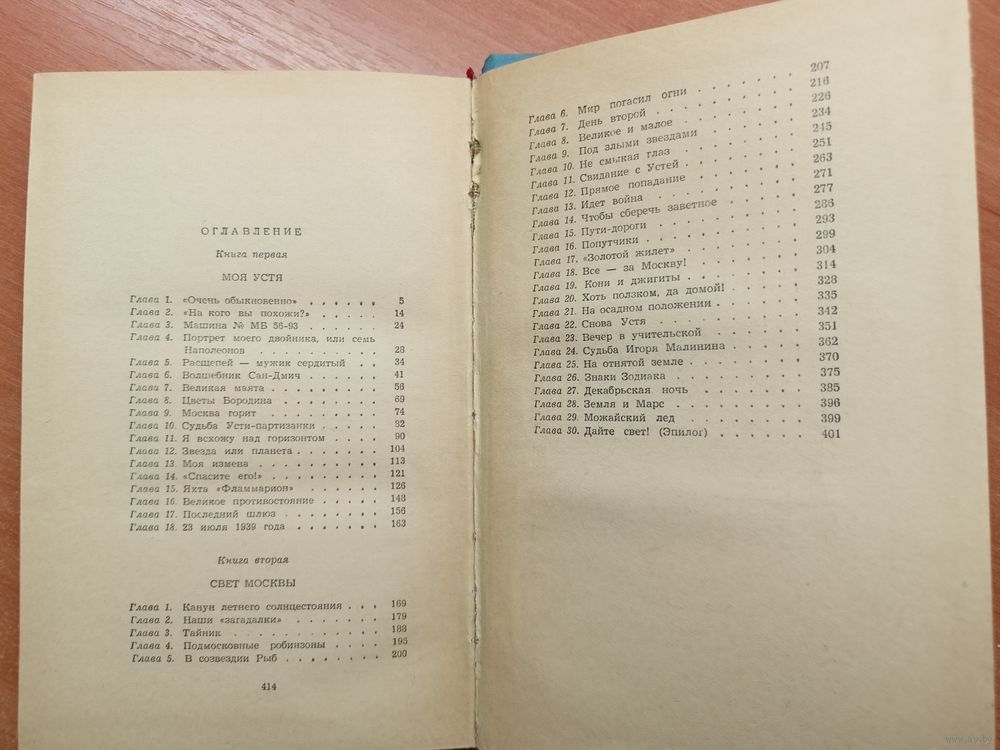 ОГЛАВЛЕНИЕ
Книга первая
МОЯ УСТЯ
Глава 1. «Очень обыкновенно» . . . . . . 5
Глава 2. «На кого вы похожи?» . . . . . 14
Глава 3. Машина № МБ 56-93 . . . . . . 24
Глава 4. Портрет моего двойника, или семь
Наполеонов . . . . . . . . . . 28
Глава 5. Расщепей — мужик сердитый . . 34
Глава 6. Волшебник Сан-Дмич . . . . . . 41
Глава 7. Великая маята . . . . . . . . . 56
Глава 8. Цветы Бородина . . . . . . . . 69
Глава 9. Москва горит . . . . . . . . . 74
Глава 10. Судьба Усти-партизанки . . . . 82
Глава 11. Я всхожу над горизонтом . . . . 90
Глава 12. Звезда или планета . . . . . . . 104
Глава 13. Моя измена . . . . . . . . . . 113
Глава 14. «Спасите его!» . . . . . . . . . 121
Глава 15. Яхта «Фламмарион» . . . . . . 126
Глава 16. Великое противостояние . . . . . 143
Глава 17. Последний шлюз . . . . . . . . 156
Глава 18. 23 июля 1939 года . . . . . . . 163
Книга вторая
СВЕТ МОСКВЫ
Глава 1. Канун летнего солнцестояния . . . 169
Глава 2. Наши «загадалки» . . . . . . . 179
Глава 3. Тайник . . . . . . . . . . . . 188
Глава 4. Подмосковные робинзоны . . . . 195
Глава 5. В созвездии Рыб . . . . . . . . 200
414
Глава 6. Мир погасил огни . . . . . . 207
Глава 7. День второй . . . . . . . . . 216
Глава 8. Великое и малое . . . . . . . 226
Глава 9. Под злыми звездами . . . . . . 234
Глава 10. Не смыкая глаз . . . . . . . 245
Глава 11. Свидание с Устей . . . . . . . 251
Глава 12. Прямое попадание . . . . . . 263
Глава 13. Идет война . . . . . . . . . 271
Глава 14. Чтобы сберечь заветное . . . . . 277
Глава 15. Пути-дороги . . . . . . . . . 286
Глава 16. Попутчики . . . . . . . . . . 293
Глава 17. «Золотой жилет» . . . . . . . 299
Глава 18. Все — за Москву! . . . . . . . 304
Глава 19. Кони и джигиты . . . . . . . 314
Глава 20. Хоть ползком, да домой! . . . . 328
Глава 21. На осадном положении . . . . . 335
Глава 22. Снова Устя . . . . . . . . . 342
Глава 23. Вечер в учительской . . . . . . 351
Глава 24. Судьба Игоря Малинина . . . . . 362
Глава 25. На отнятой земле . . . . . . . 370
Глава 26. Знаки Зодиака . . . . . . . . 375
Глава 27. Декабрьская ночь . . . . . . . 385
Глава 28. Земля и Марс . . . . . . . . 396
Глава 29. Можайский лед . . . . . . . . 399
Глава 30. Дайте свет! (Эпилог) . . . . . . 401